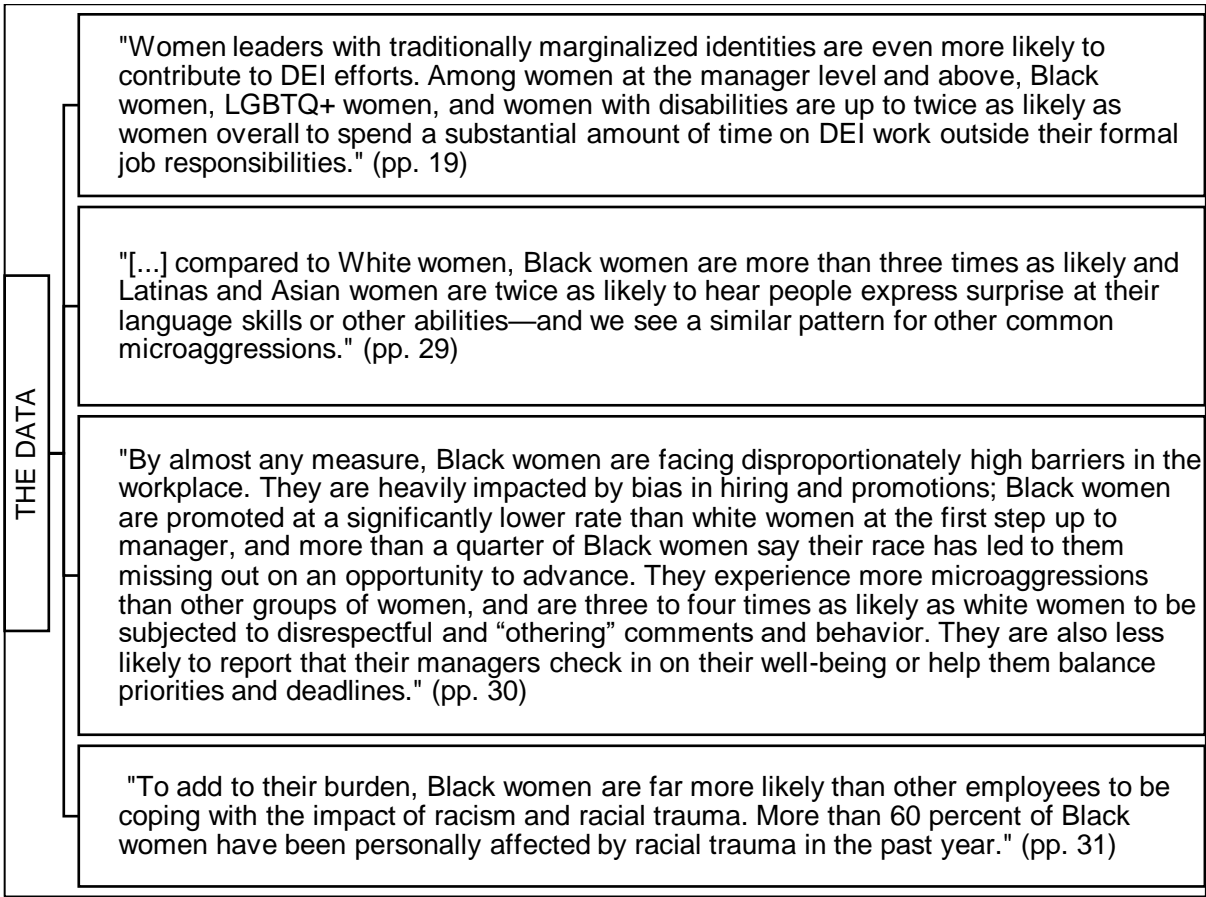 THE DATA
"Women leaders with traditionally marginalized identities are even more likely to
contribute to DEI efforts. Among women at the manager level and above, Black
women, LGBTQ+ women, and women with disabilities are up to twice as likely as
women overall to spend a substantial amount of time on DEI work outside their formal
job responsibilities." (pp. 19)
"[...] compared to White women, Black women are more than three times as likely and
Latinas and Asian women are twice as likely to hear people express surprise at their
language skills or other abilities—and we see a similar pattern for other common
microaggressions." (pp. 29)
"By almost any measure, Black women are facing disproportionately high barriers in the
workplace. They are heavily impacted by bias in hiring and promotions; Black women
are promoted at a significantly lower rate than white women at the first step up to
manager, and more than a quarter of Black women say their race has led to them
missing out on an opportunity to advance. They experience more microaggressions
than other groups of women, and are three to four times as likely as white women to be
subjected to disrespectful and “othering” comments and behavior. They are also less
likely to report that their managers check in on their well-being or help them balance
priorities and deadlines." (pp. 30)
"To add to their burden, Black women are far more likely than other employees to be
coping with the impact of racism and racial trauma. More than 60 percent of Black
women have been personally affected by racial trauma in the past year." (pp. 31)